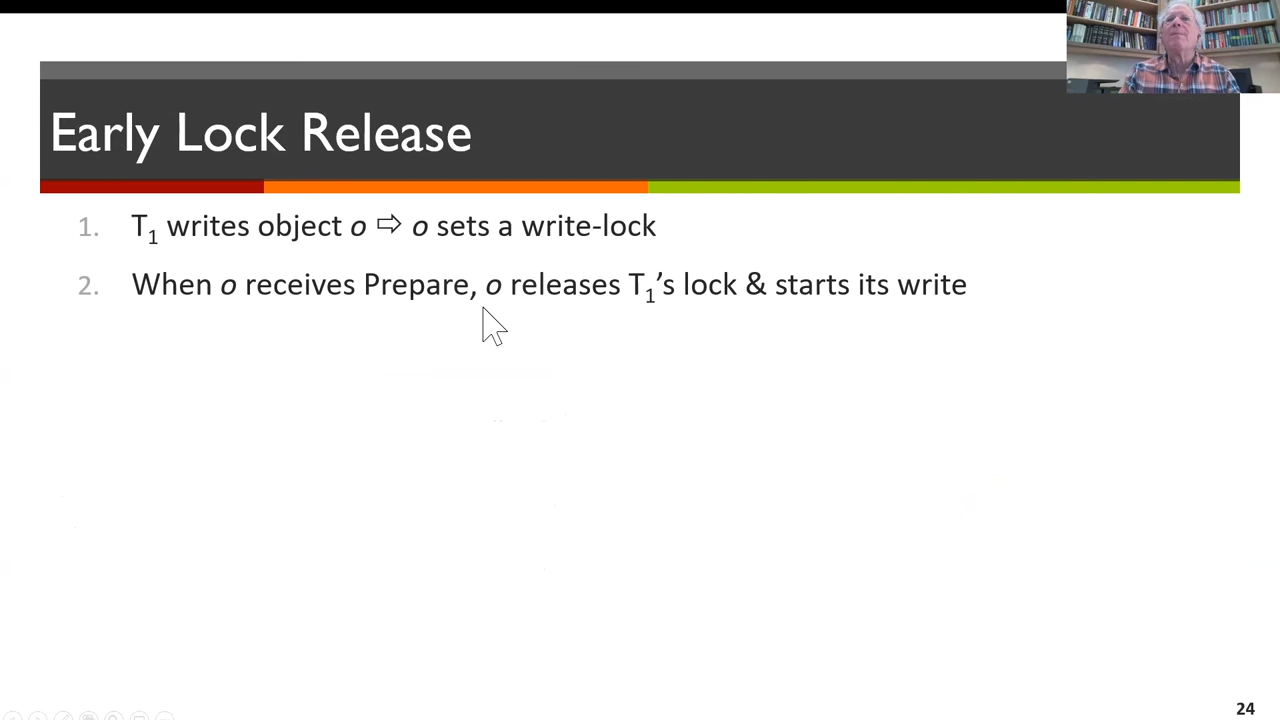 Early Lock Release
1. T₁ writes object o ⇨ o sets a write-lock
2. When o receives Prepare, o releases T₁’s lock & starts its write
24